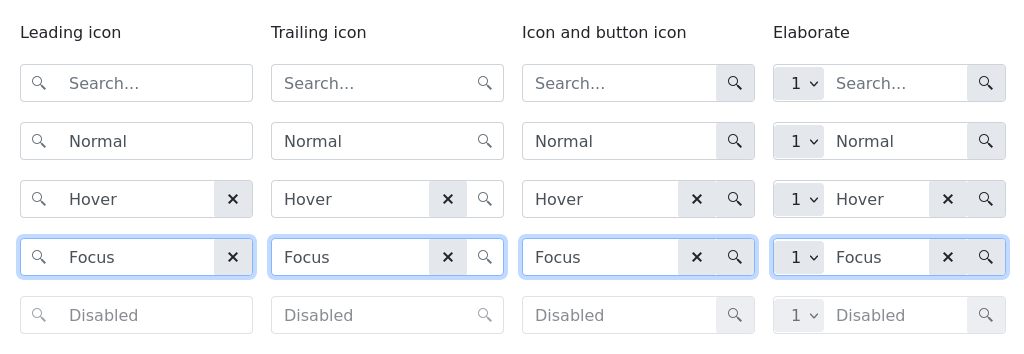 Leading icon Trailing icon Icon and button icon Elaborate
Search... Search... Search... 1 Search...
Normal Normal Normal 1 Normal
Hover Hover Hover 1 Hover
Focus Focus Focus 1 Focus
Disabled Disabled Disabled 1 Disabled